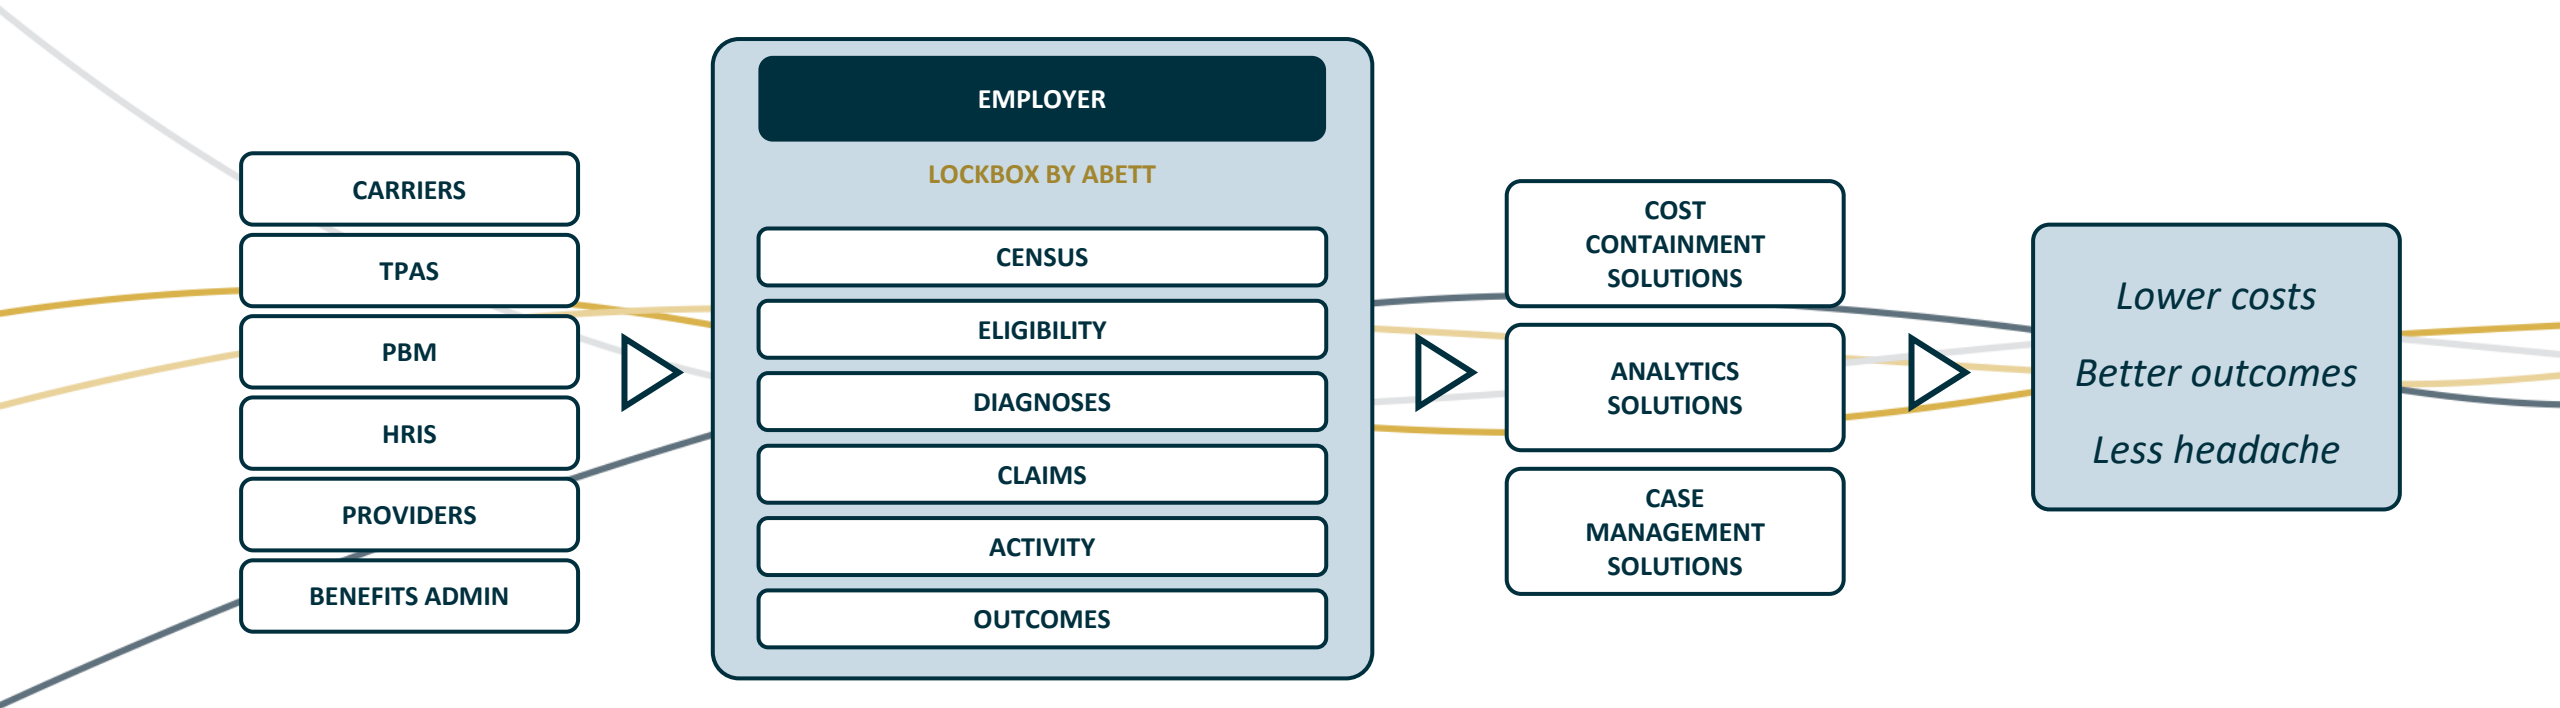 CARRIERS
TPAS
PBM
HRIS
PROVIDERS
BENEFITS ADMIN
EMPLOYER
LOCKBOX BY ABETT
CENSUS
ELIGIBILITY
DIAGNOSES
CLAIMS
ACTIVITY
OUTCOMES
COST
CONTAINMENT
SOLUTIONS
ANALYTICS
SOLUTIONS
CASE
MANAGEMENT
SOLUTIONS
Lower costs
Better outcomes
Less headache